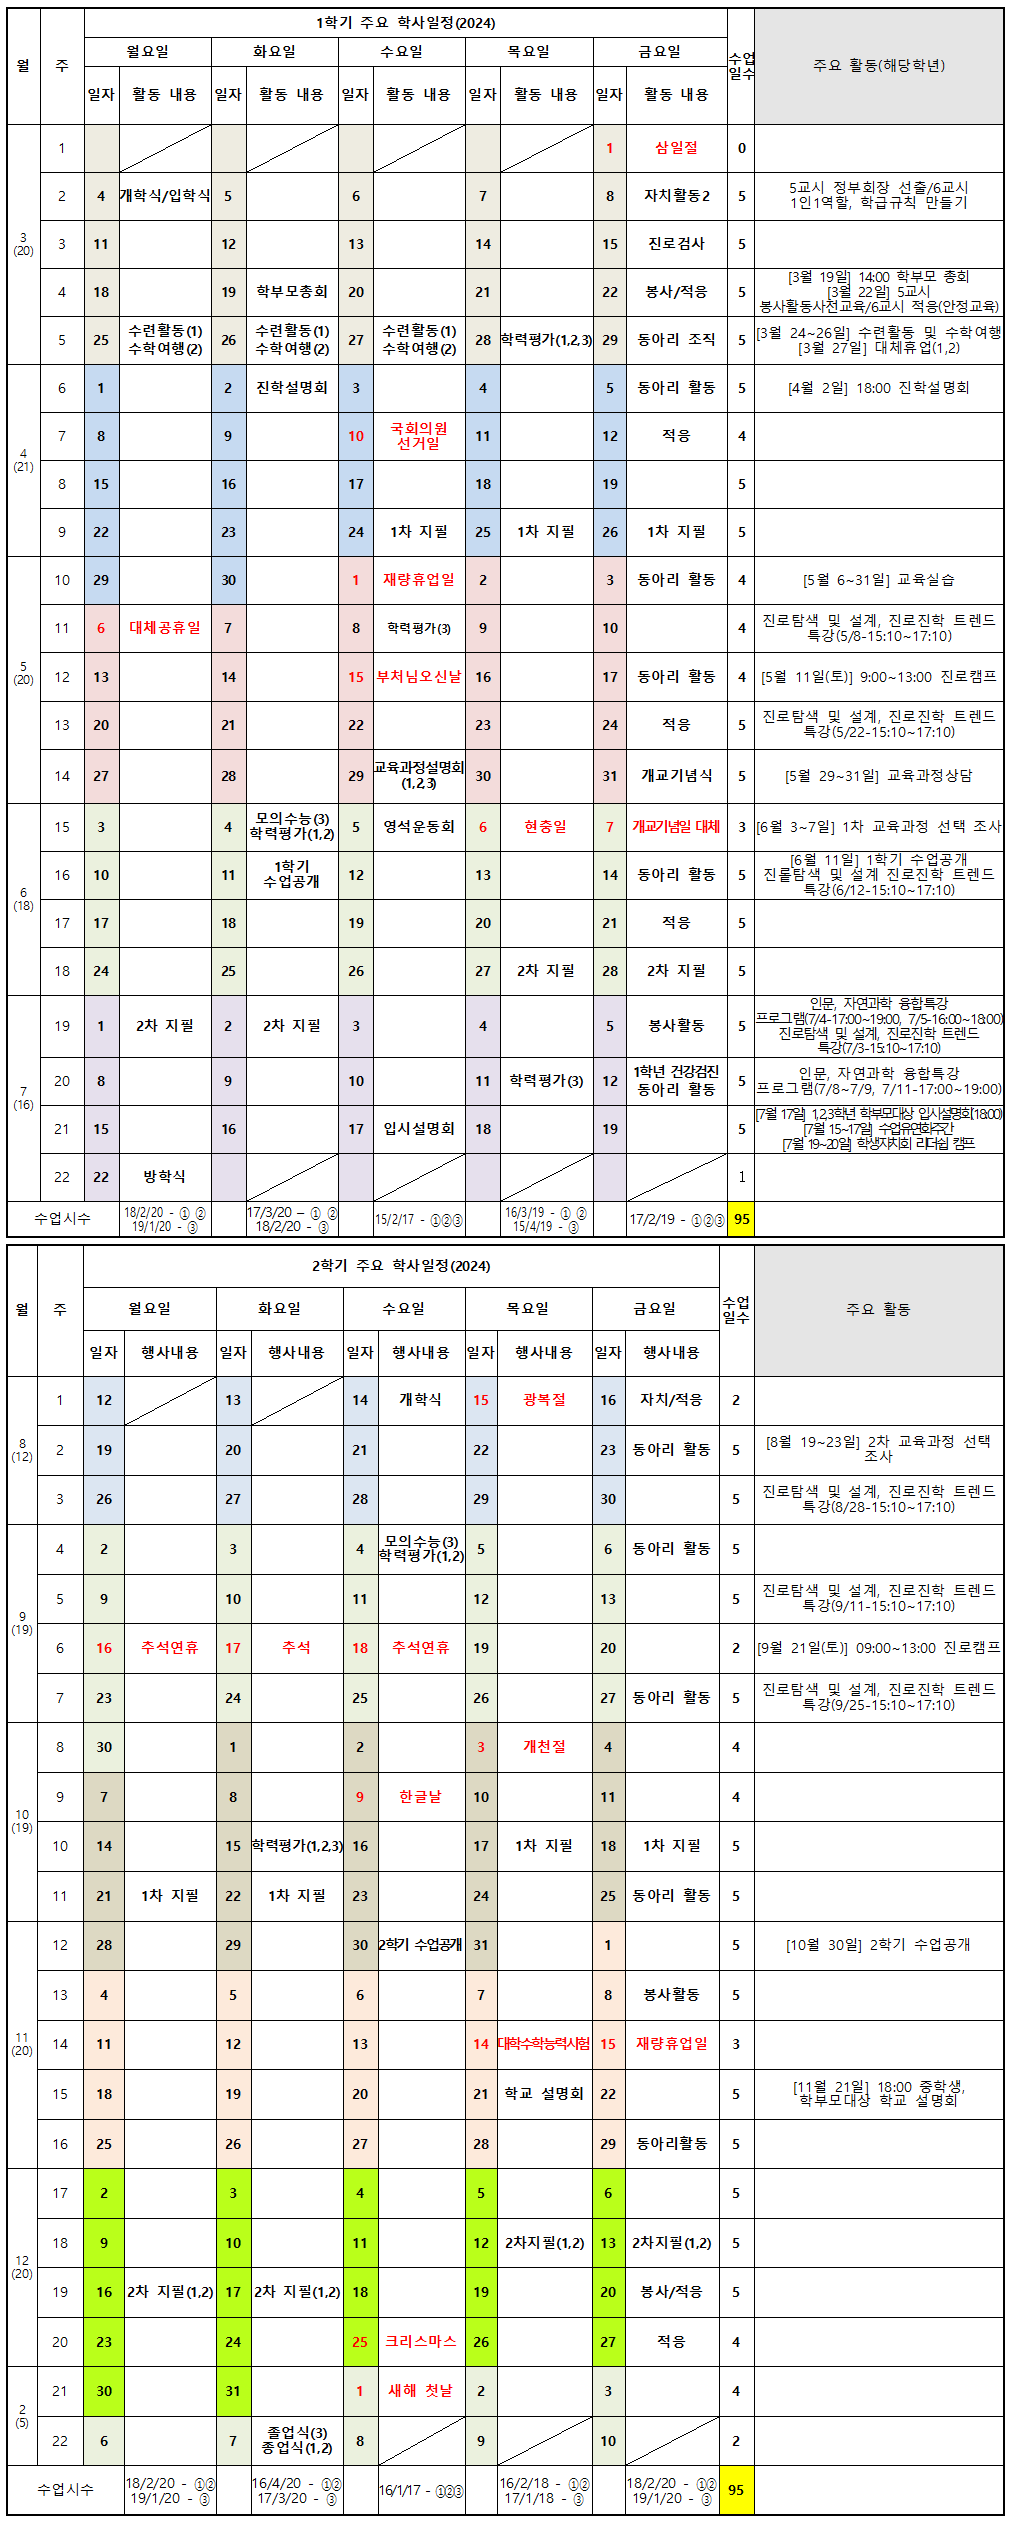 1학기 주요 학사일정(2024)
월 주 월요일 화요일 수요일 목요일 금요일 수업일수 주요 활동(해당학년)
일자 활동 내용 일자 활동 내용 일자 활동 내용 일자 활동 내용 일자 활동 내용
3
(20)
1 1 삼일절 0
2 4 개학식/입학식 5 6 7 8 자치활동2 5 5교시 정부회장 선출/6교시
1인1역할, 학급규칙 만들기
3 11 12 13 14 15 진로검사 5
4 18 19 학부모총회 20 21 22 봉사/적응 5 [3월 19일] 14:00 학부모 총회
[3월 22일] 5교시
봉사활동사전교육/6교시 적응(안정교육)
5 25 수련활동(1) 수학여행(2) 26 수련활동(1) 수학여행(2) 27 수련활동(1) 수학여행(2) 28 학력평가(1,2,3) 29 동아리 조직 5 [3월 24~26일] 수련활동 및 수학여행
[3월 27일] 대체휴업(1,2)
4
(21)
6 1 2 진학설명회 3 4 5 동아리 활동 5 [4월 2일] 18:00 진학설명회
7 8 9 10 국회의원 선거일 11 12 적응 4
8 15 16 17 18 19 5
9 22 23 24 1차 지필 25 1차 지필 26 1차 지필 5
5
(20)
10 29 30 1 재량휴업일 2 3 동아리 활동 4 [5월 6~31일] 교육실습
11 6 대체공휴일 7 8 학력평가(3) 9 10 4 진로탐색 및 설계, 진로진학 트렌드
특강(5/8-15:10~17:10)
12 13 14 15 부처님오신날 16 17 동아리 활동 4 [5월 11일(토)] 9:00~13:00 진로캠프
13 20 21 22 23 24 적응 5 진로탐색 및 설계, 진로진학 트렌드
특강(5/22-15:10~17:10)
14 27 28 29 교육과정설명회 (1,2,3) 30 31 개교기념식 5 [5월 29~31일] 교육과정상담
6
(18)
15 3 4 모의수능(3) 학력평가(1,2) 5 영석운동회 6 현충일 7 개교기념일 대체 3 [6월 3~7일] 1차 교육과정 선택 조사
16 10 11 1학기 수업공개 12 13 14 동아리 활동 5 [6월 11일] 1학기 수업공개
진롤탐색 및 설계 진로진학 트렌드
특강(6/12-15:10~17:10)
17 17 18 19 20 21 적응 5
18 24 25 26 27 2차 지필 28 2차 지필 5
7
(16)
19 1 2차 지필 2 2차 지필 3 4 5 봉사활동 5 인문, 자연과학 융합특강
프로그램(7/4-17:00~19:00, 7/5-16:00~18:00)
진로탐색 및 설계, 진로진학 트렌드
특강(7/3-15:10~17:10)
20 8 9 10 11 학력평가(3) 12 1학년 건강검진 동아리 활동 5 인문, 자연과학 융합특강
프로그램(7/8~7/9, 7/11-17:00~19:00)
21 15 16 17 입시설명회 18 19 5 [7월 17일] 1,2,3학년 학부모대상 입시설명회(18:00)
[7월 15~17일] 수업유연화주간
[7월 19~20일] 학생자치회 리더쉽 캠프
22 22 방학식 1
수업시수 18/2/20 - ① ② 17/3/20 – ① ② 15/2/17 - ①②③ 16/3/19 - ① ② 17/2/19 - ①②③ 95
19/1/20 - ③ 18/2/20 - ③ 15/4/19 - ③
2학기 주요 학사일정(2024)
월 주 월요일 화요일 수요일 목요일 금요일 수업일수 주요 활동
일자 행사내용 일자 행사내용 일자 행사내용 일자 행사내용 일자 행사내용
8
(12)
1 12 13 14 개학식 15 광복절 16 자치/적응 2
2 19 20 21 22 23 동아리 활동 5 [8월 19~23일] 2차 교육과정 선택
조사
3 26 27 28 29 30 5 진로탐색 및 설계, 진로진학 트렌드
특강(8/28-15:10~17:10)
9
(19)
4 2 3 4 모의수능(3) 학력평가(1,2) 5 6 동아리 활동 5
5 9 10 11 12 13 5 진로탐색 및 설계, 진로진학 트렌드
특강(9/11-15:10~17:10)
6 16 추석연휴 17 추석 18 추석연휴 19 20 2 [9월 21일(토)] 09:00~13:00 진로캠프
7 23 24 25 26 27 동아리 활동 5 진로탐색 및 설계, 진로진학 트렌드
특강(9/25-15:10~17:10)
10
(19)
8 30 1 2 3 개천절 4 4
9 7 8 9 한글날 10 11 4
10 14 15 학력평가(1,2,3) 16 17 1차 지필 18 1차 지필 5
11 21 1차 지필 22 1차 지필 23 24 25 동아리 활동 5
11
(20)
12 28 29 30 2학기 수업공개 31 1 5 [10월 30일] 2학기 수업공개
13 4 5 6 7 8 봉사활동 5
14 11 12 13 14 대학수학능력시험 15 재량휴업일 3
15 18 19 20 21 학교 설명회 22 5 [11월 21일] 18:00 중학생,
학부모대상 학교 설명회
16 25 26 27 28 29 동아리활동 5
12
(20)
17 2 3 4 5 6 5
18 9 10 11 12 2차지필(1,2) 13 2차지필(1,2) 5
19 16 2차 지필(1,2) 17 2차 지필(1,2) 18 19 20 봉사/적응 5
20 23 24 25 크리스마스 26 27 적응 4
2
(5)
21 30 31 1 새해 첫날 2 3 4
22 6 7 졸업식(3) 종업식(1,2) 8 9 10 2
수업시수 18/2/20 - ①② 16/4/20 - ①② 16/1/17 - ①②③ 16/2/18 - ①② 18/2/20 - ①② 95
19/1/20 - ③ 17/3/20 - ③ 17/1/18 - ③ 19/1/20 - ③